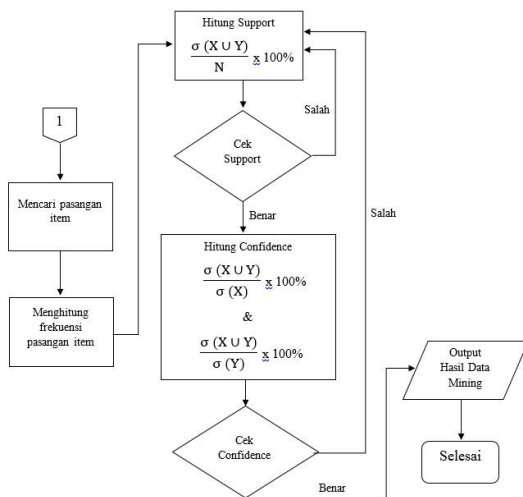 1
Mencari pasangan
item
Menghitung
frekuensi
pasangan item
Hitung Support
σ (X ∪ Y)
N
x 100%
Cek
Support
Salah
Benar
Hitung Confidence
σ (X ∪ Y)
σ (X)
x 100%
&
σ (X ∪ Y)
σ (Y)
x 100%
Cek
Confidence
Salah
Benar
Output
Hasil Data
Mining
Selesai